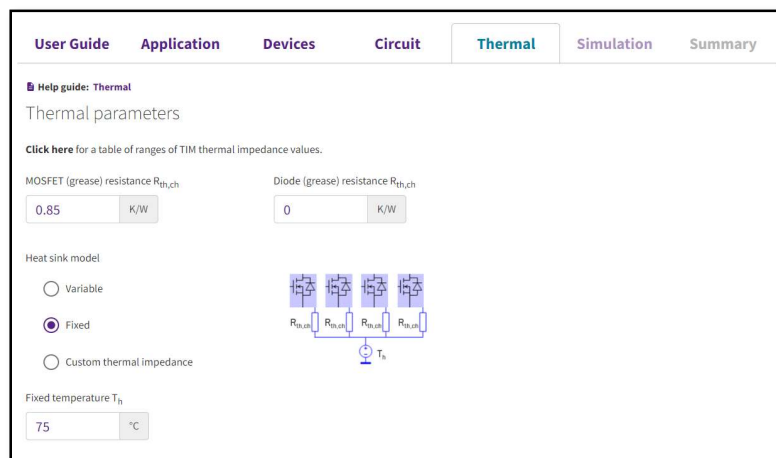 User Guide Application Devices Circuit Thermal Simulation Summary
Help guide: Thermal
Thermal parameters
Click here for a table of ranges of TIM thermal impedance values.
MOSFET (grease) resistance Rth,ch Diode (grease) resistance Rth,ch
0.85 K/W 0 K/W
Heat sink model
Variable
Fixed
Rth,ch Rth,ch Rth,ch Rth,ch
Th
Custom thermal impedance
Fixed temperature Th
75 °C